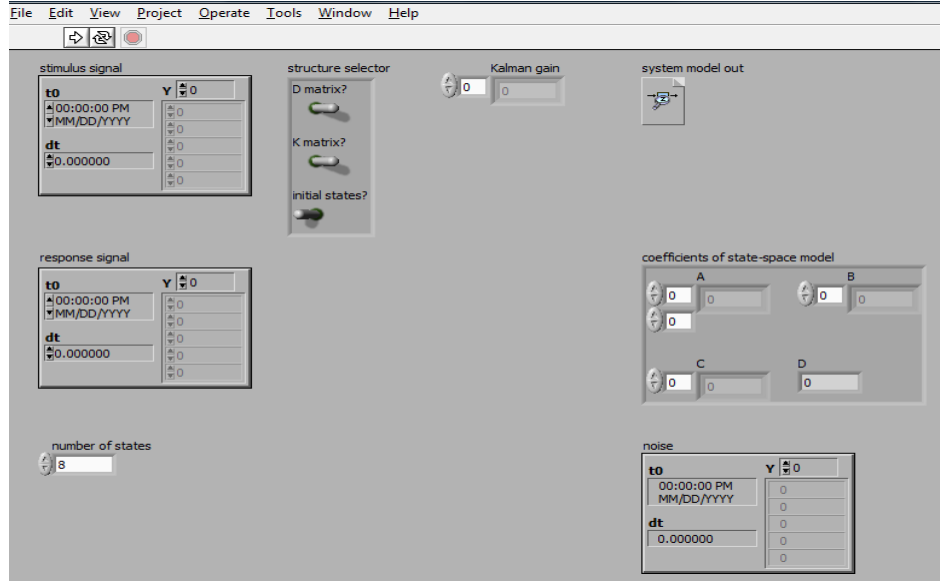 File Edit View Project Operate Tools Window Help
stimulus signal
t0
00:00:00 PM
MM/DD/YYYY
dt
0.000000
Y 0
0
0
0
0
0
structure selector
D matrix?
K matrix?
initial states?
Kalman gain
0 0
system model out
z
response signal
t0
00:00:00 PM
MM/DD/YYYY
dt
0.000000
Y 0
0
0
0
0
0
coefficients of state-space model
A
0 0
0
B
0 0
C
0 0
D
0
number of states
8
noise
t0
00:00:00 PM
MM/DD/YYYY
dt
0.000000
Y 0
0
0
0
0
0